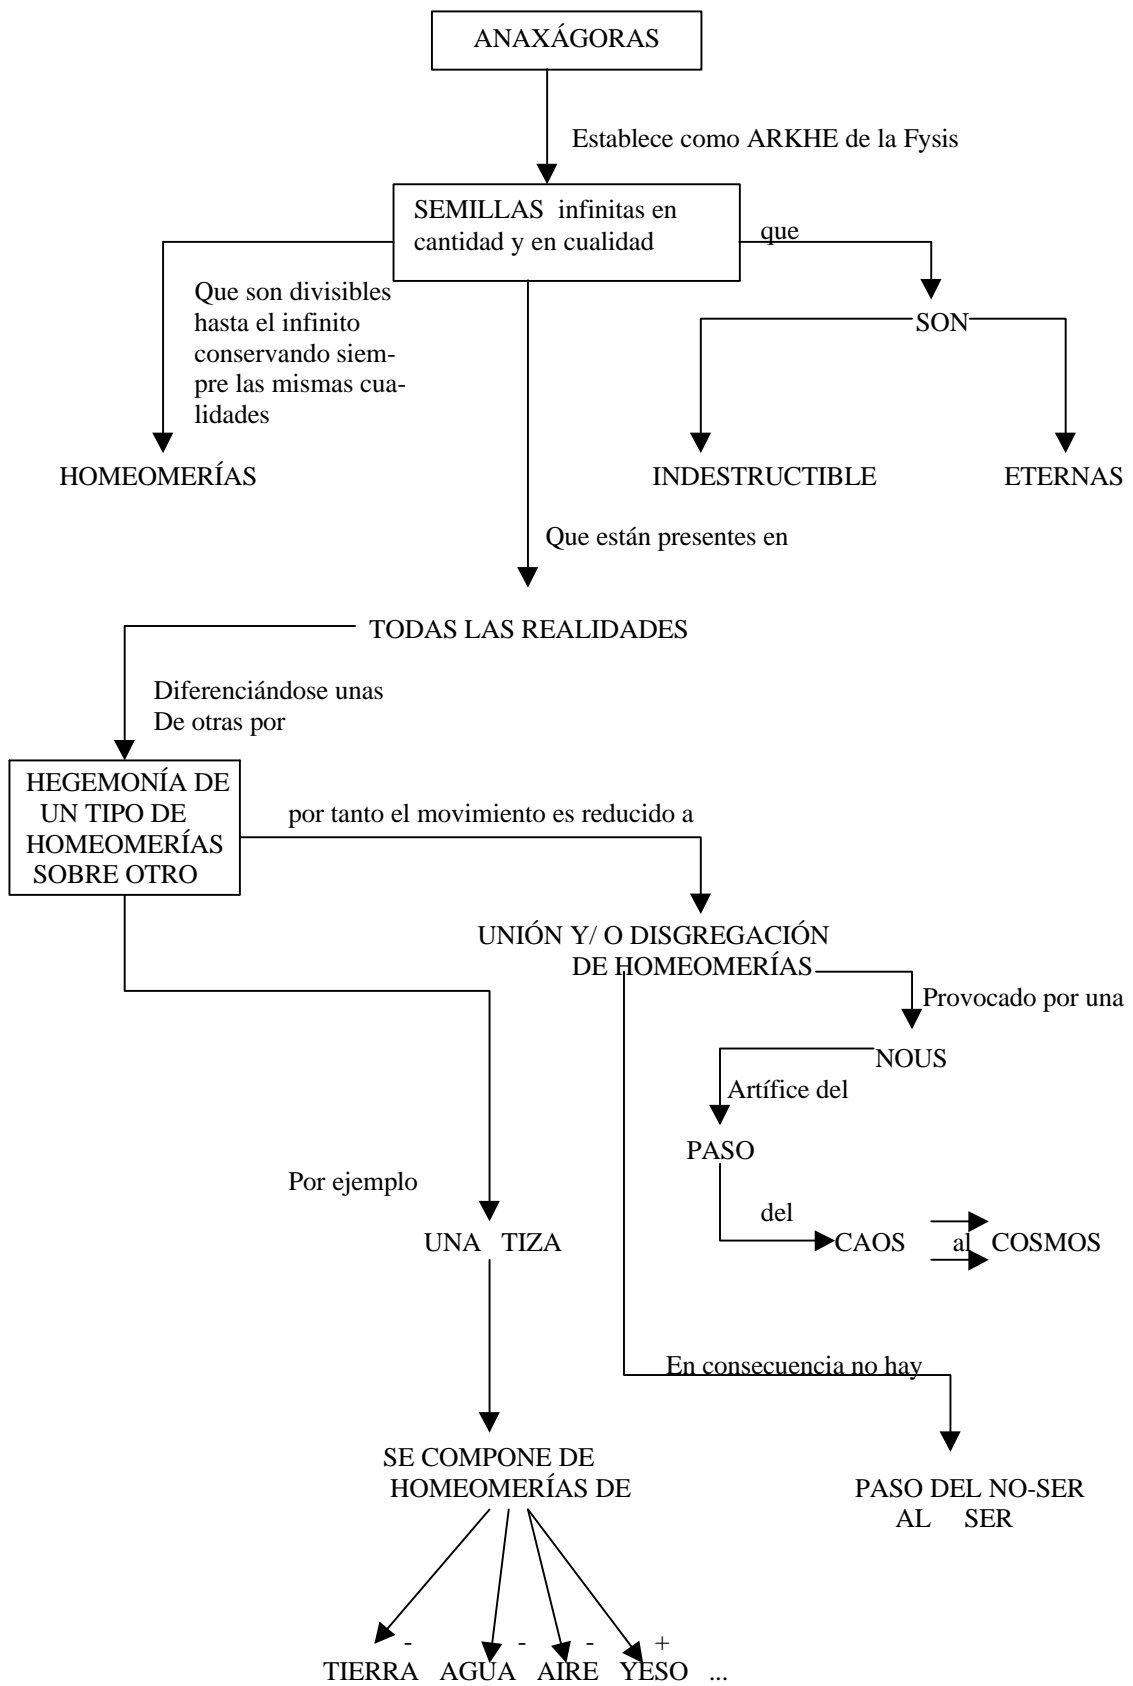 ANAXÁGORAS
Establece como ARKHE de la Fysis
SEMILLAS infinitas en
cantidad y en cualidad
que
Que son divisibles
hasta el infinito
conservando siem-
pre las mismas cua-
lidades
SON
HOMEOMERÍAS
INDESTRUCTIBLE
ETERNAS
Que están presentes en
TODAS LAS REALIDADES
Diferenciándose unas
De otras por
HEGEMONÍA DE
UN TIPO DE
HOMEOMERÍAS
SOBRE OTRO
por tanto el movimiento es reducido a
UNIÓN Y/ O DISGREGACIÓN
DE HOMEOMERÍAS
Provocado por una
NOUS
Artífice del
PASO
Por ejemplo
del
UNA TIZA
CAOS al COSMOS
En consecuencia no hay
SE COMPONE DE
HOMEOMERÍAS DE
PASO DEL NO-SER
AL SER
- - - +
TIERRA AGUA AIRE YESO ...